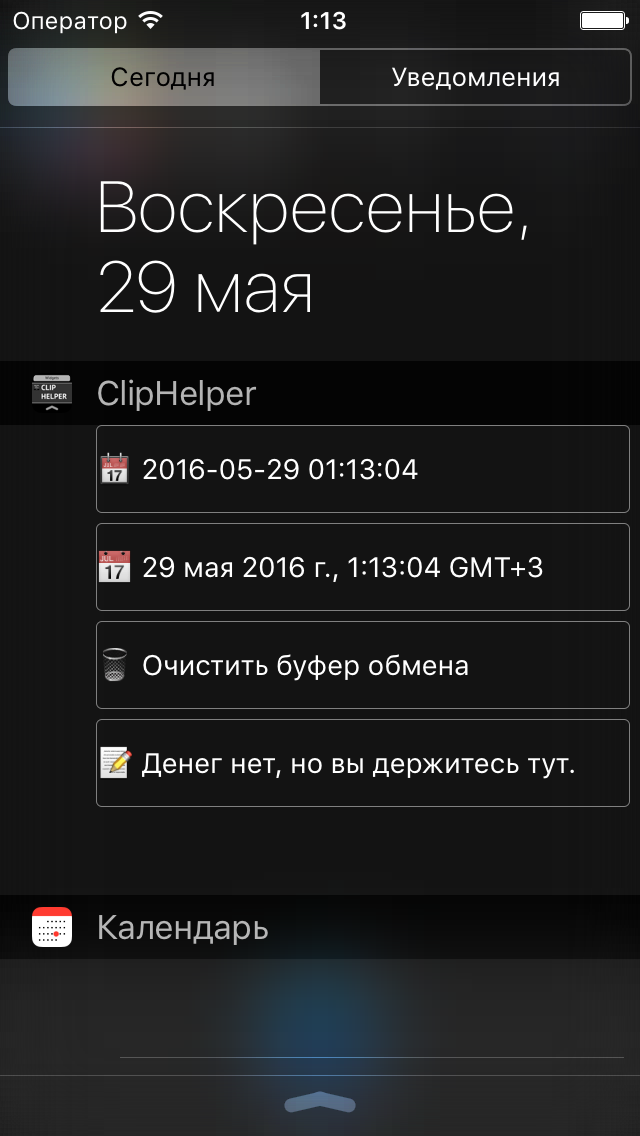 Оператор 1:13
Сегодня Уведомления
Воскресенье,
29 мая
CLIP
HELPER
ClipHelper
JUL
17
2016-05-29 01:13:04
JUL
17
29 мая 2016 г., 1:13:04 GMT+3
Очистить буфер обмена
Денег нет, но вы держитесь тут.
Календарь